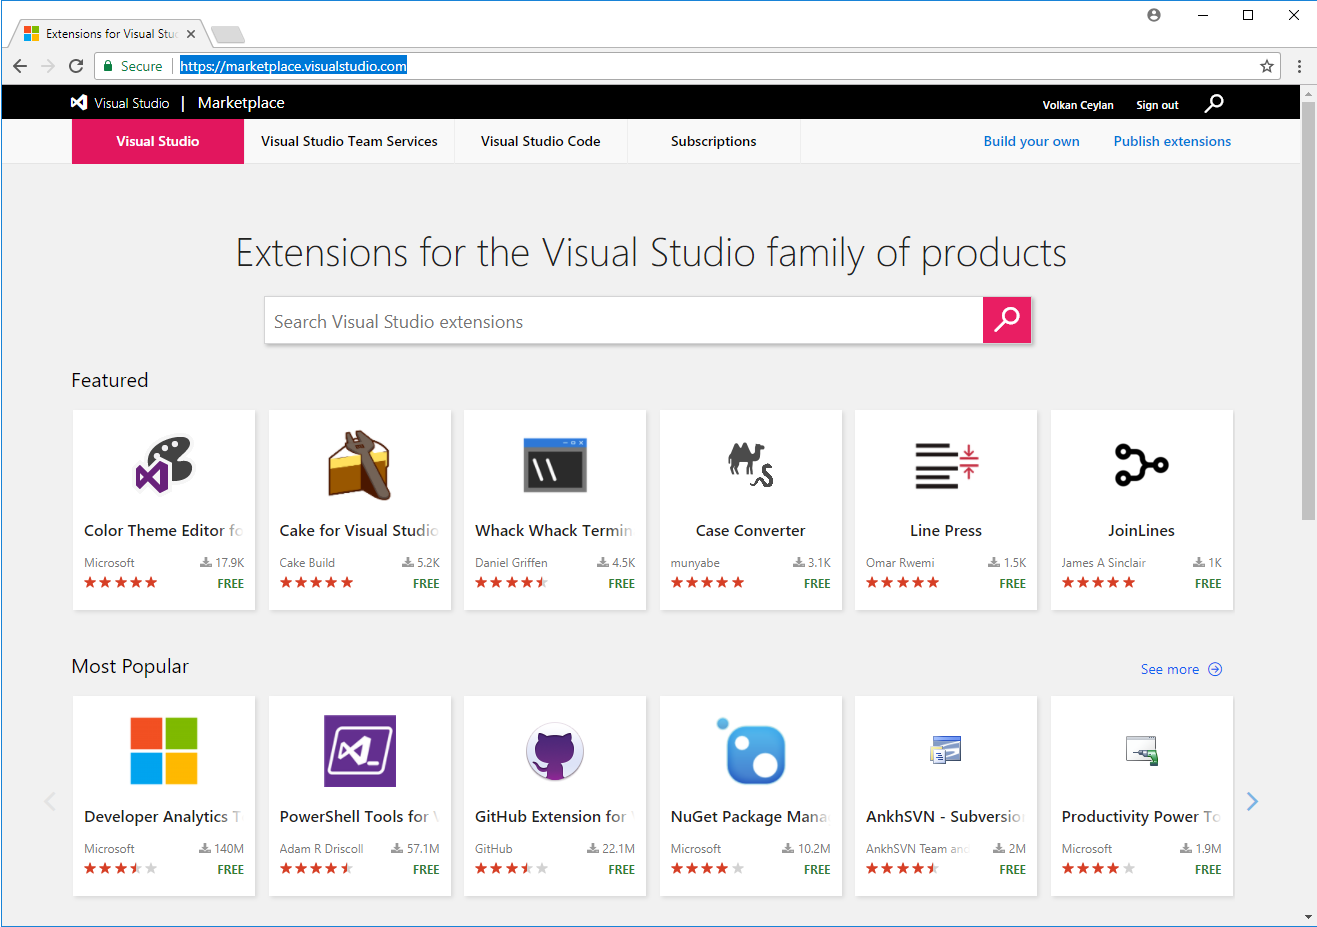 Extensions for Visual Stu
Secure https://marketplace.visualstudio.com
Visual Studio | Marketplace Volkan Ceylan Sign out
Visual Studio Visual Studio Team Services Visual Studio Code Subscriptions Build your own Publish extensions
Extensions for the Visual Studio family of products
Search Visual Studio extensions
Featured
Color Theme Editor fo Cake for Visual Studio Whack Whack Termin Case Converter Line Press JoinLines
Microsoft 17.9K Cake Build 5.2K Daniel Griffen 4.5K munyabe 3.1K Omar Rwemi 1.5K James A Sinclair 1K
FREE FREE FREE FREE FREE FREE
Most Popular See more
Developer Analytics T PowerShell Tools for V GitHub Extension for NuGet Package Mana AnkhSVN - Subversio Productivity Power To
Microsoft 140M Adam R Driscoll 57.1M GitHub 22.1M Microsoft 10.2M AnkhSVN Team and 2M Microsoft 1.9M
FREE FREE FREE FREE FREE FREE